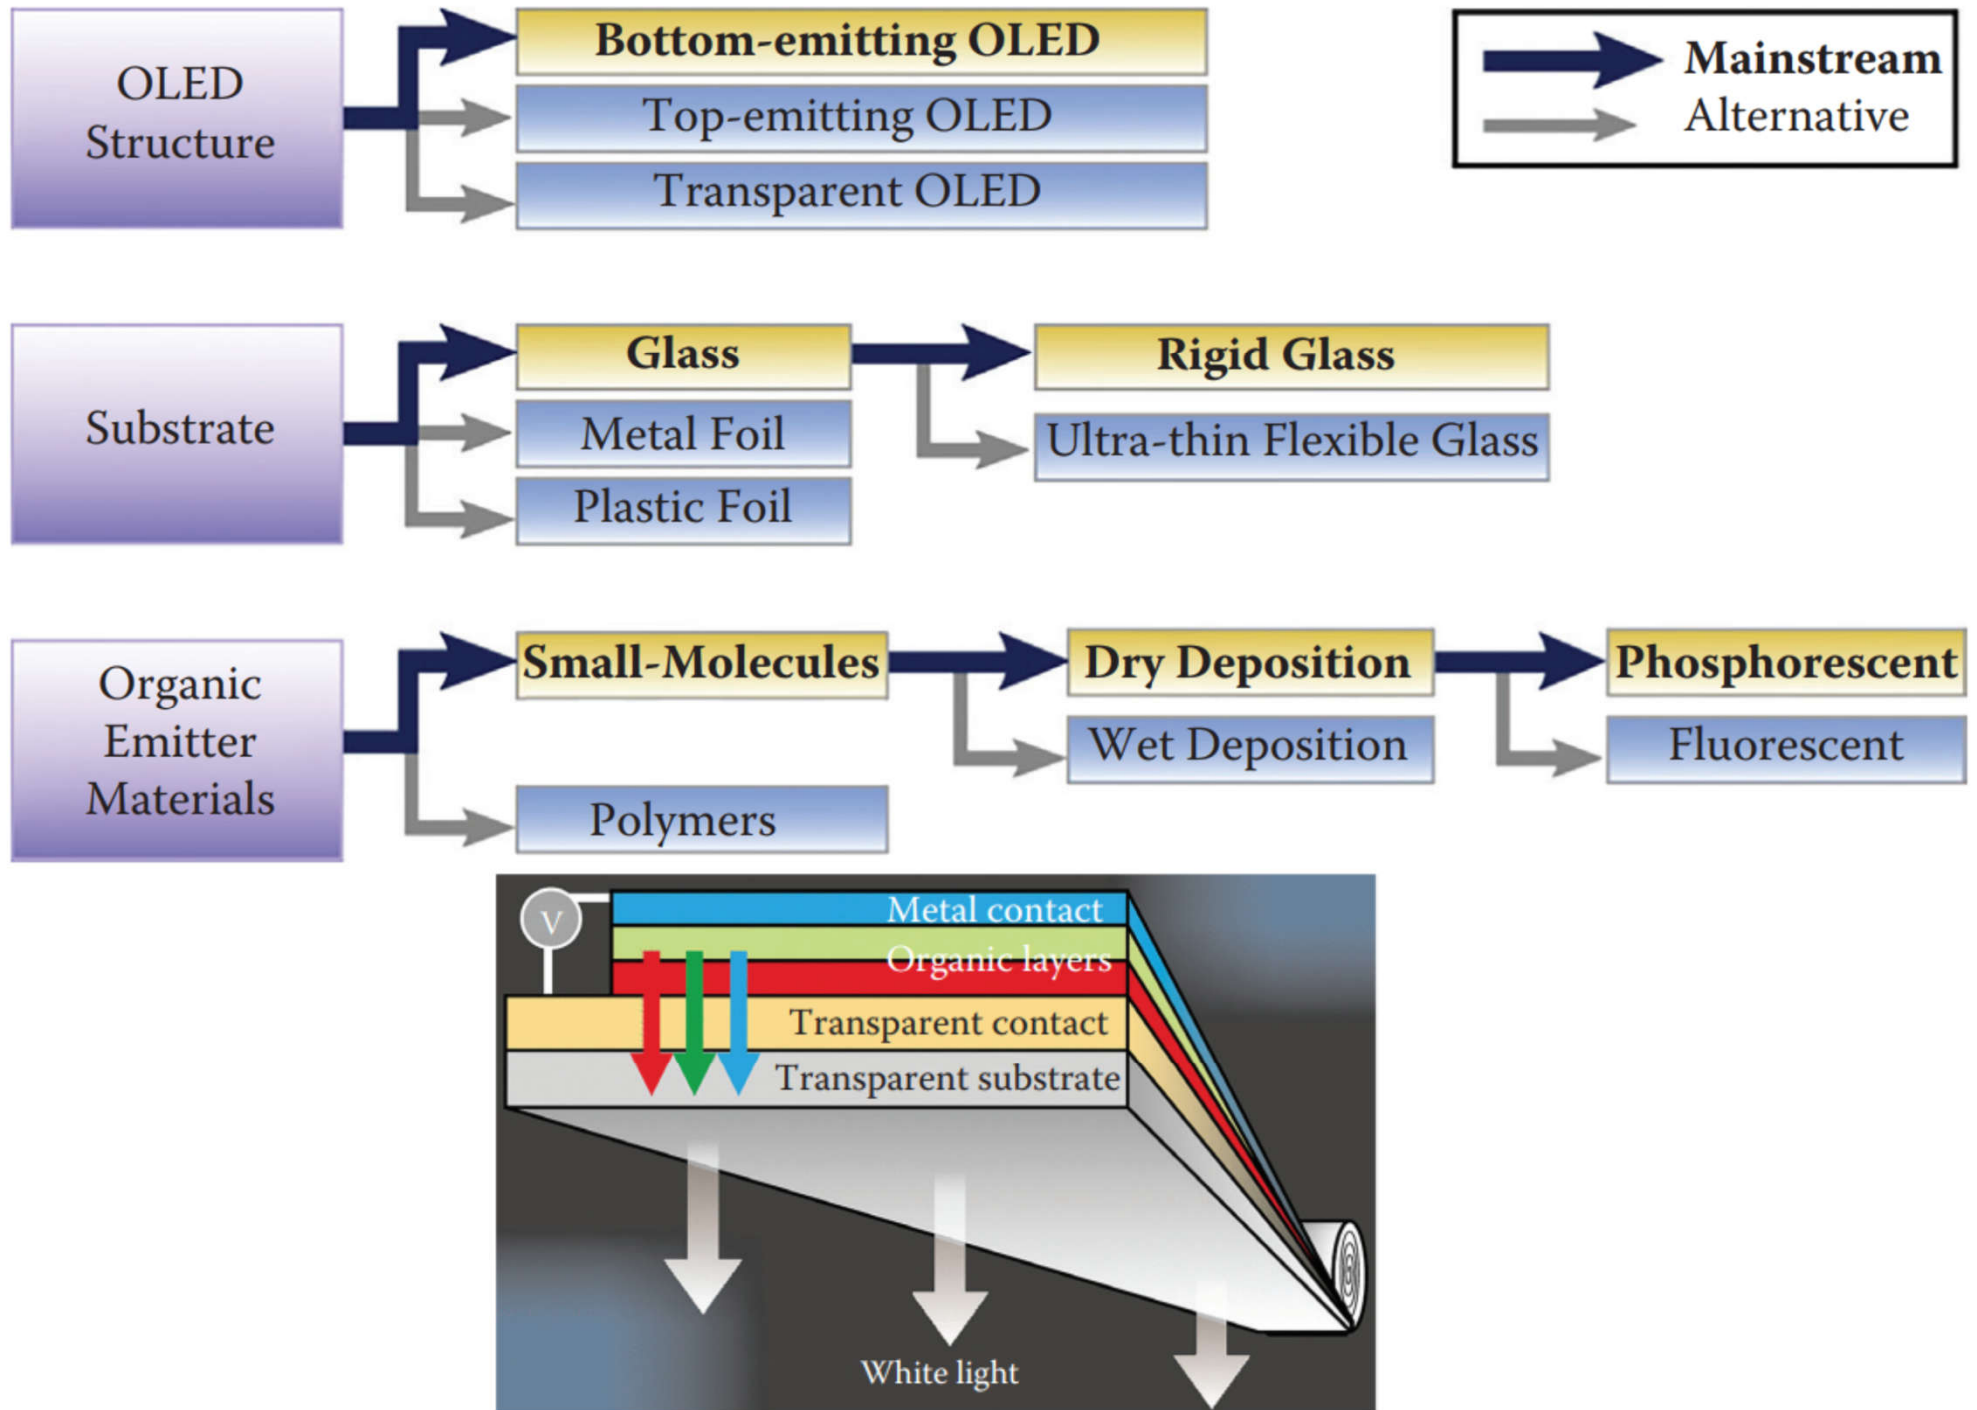 OLED
Structure
Bottom-emitting OLED
Top-emitting OLED
Transparent OLED
Mainstream
Alternative
Substrate
Glass
Metal Foil
Plastic Foil
Rigid Glass
Ultra-thin Flexible Glass
Organic
Emitter
Materials
Small-Molecules
Polymers
Dry Deposition
Wet Deposition
Phosphorescent
Fluorescent
V
Metal contact
Organic layers
Transparent contact
Transparent substrate
White light